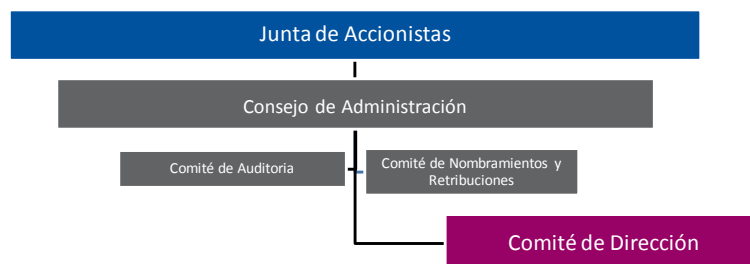 Junta de Accionistas
Consejo de Administración
Comité de Auditoria
Comité de Nombramientos y
Retribuciones
Comité de Dirección